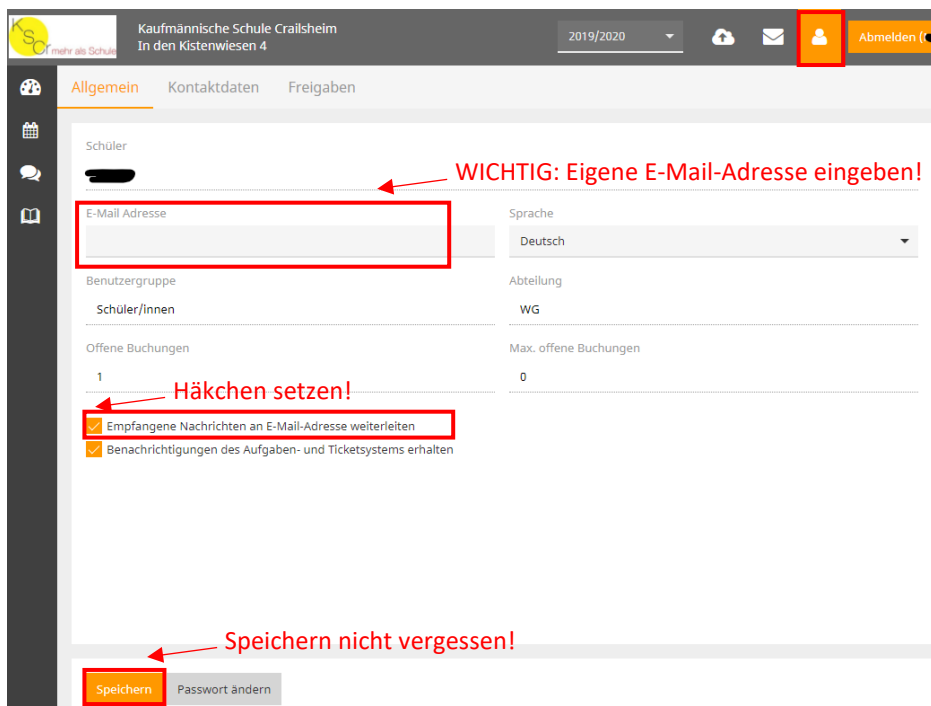 KSCr mehr als Schule
Kaufmännische Schule Crailsheim
In den Kistenwiesen 4
2019/2020
Abmelden (
Allgemein Kontaktdaten Freigaben
Schüler
WICHTIG: Eigene E-Mail-Adresse eingeben!
E-Mail Adresse
Sprache
Deutsch
Benutzergruppe
Abteilung
Schüler/innen
WG
Offene Buchungen
Max. offene Buchungen
1
0
Häkchen setzen!
Empfangene Nachrichten an E-Mail-Adresse weiterleiten
Benachrichtigungen des Aufgaben- und Ticketsystems erhalten
Speichern nicht vergessen!
Speichern Passwort ändern